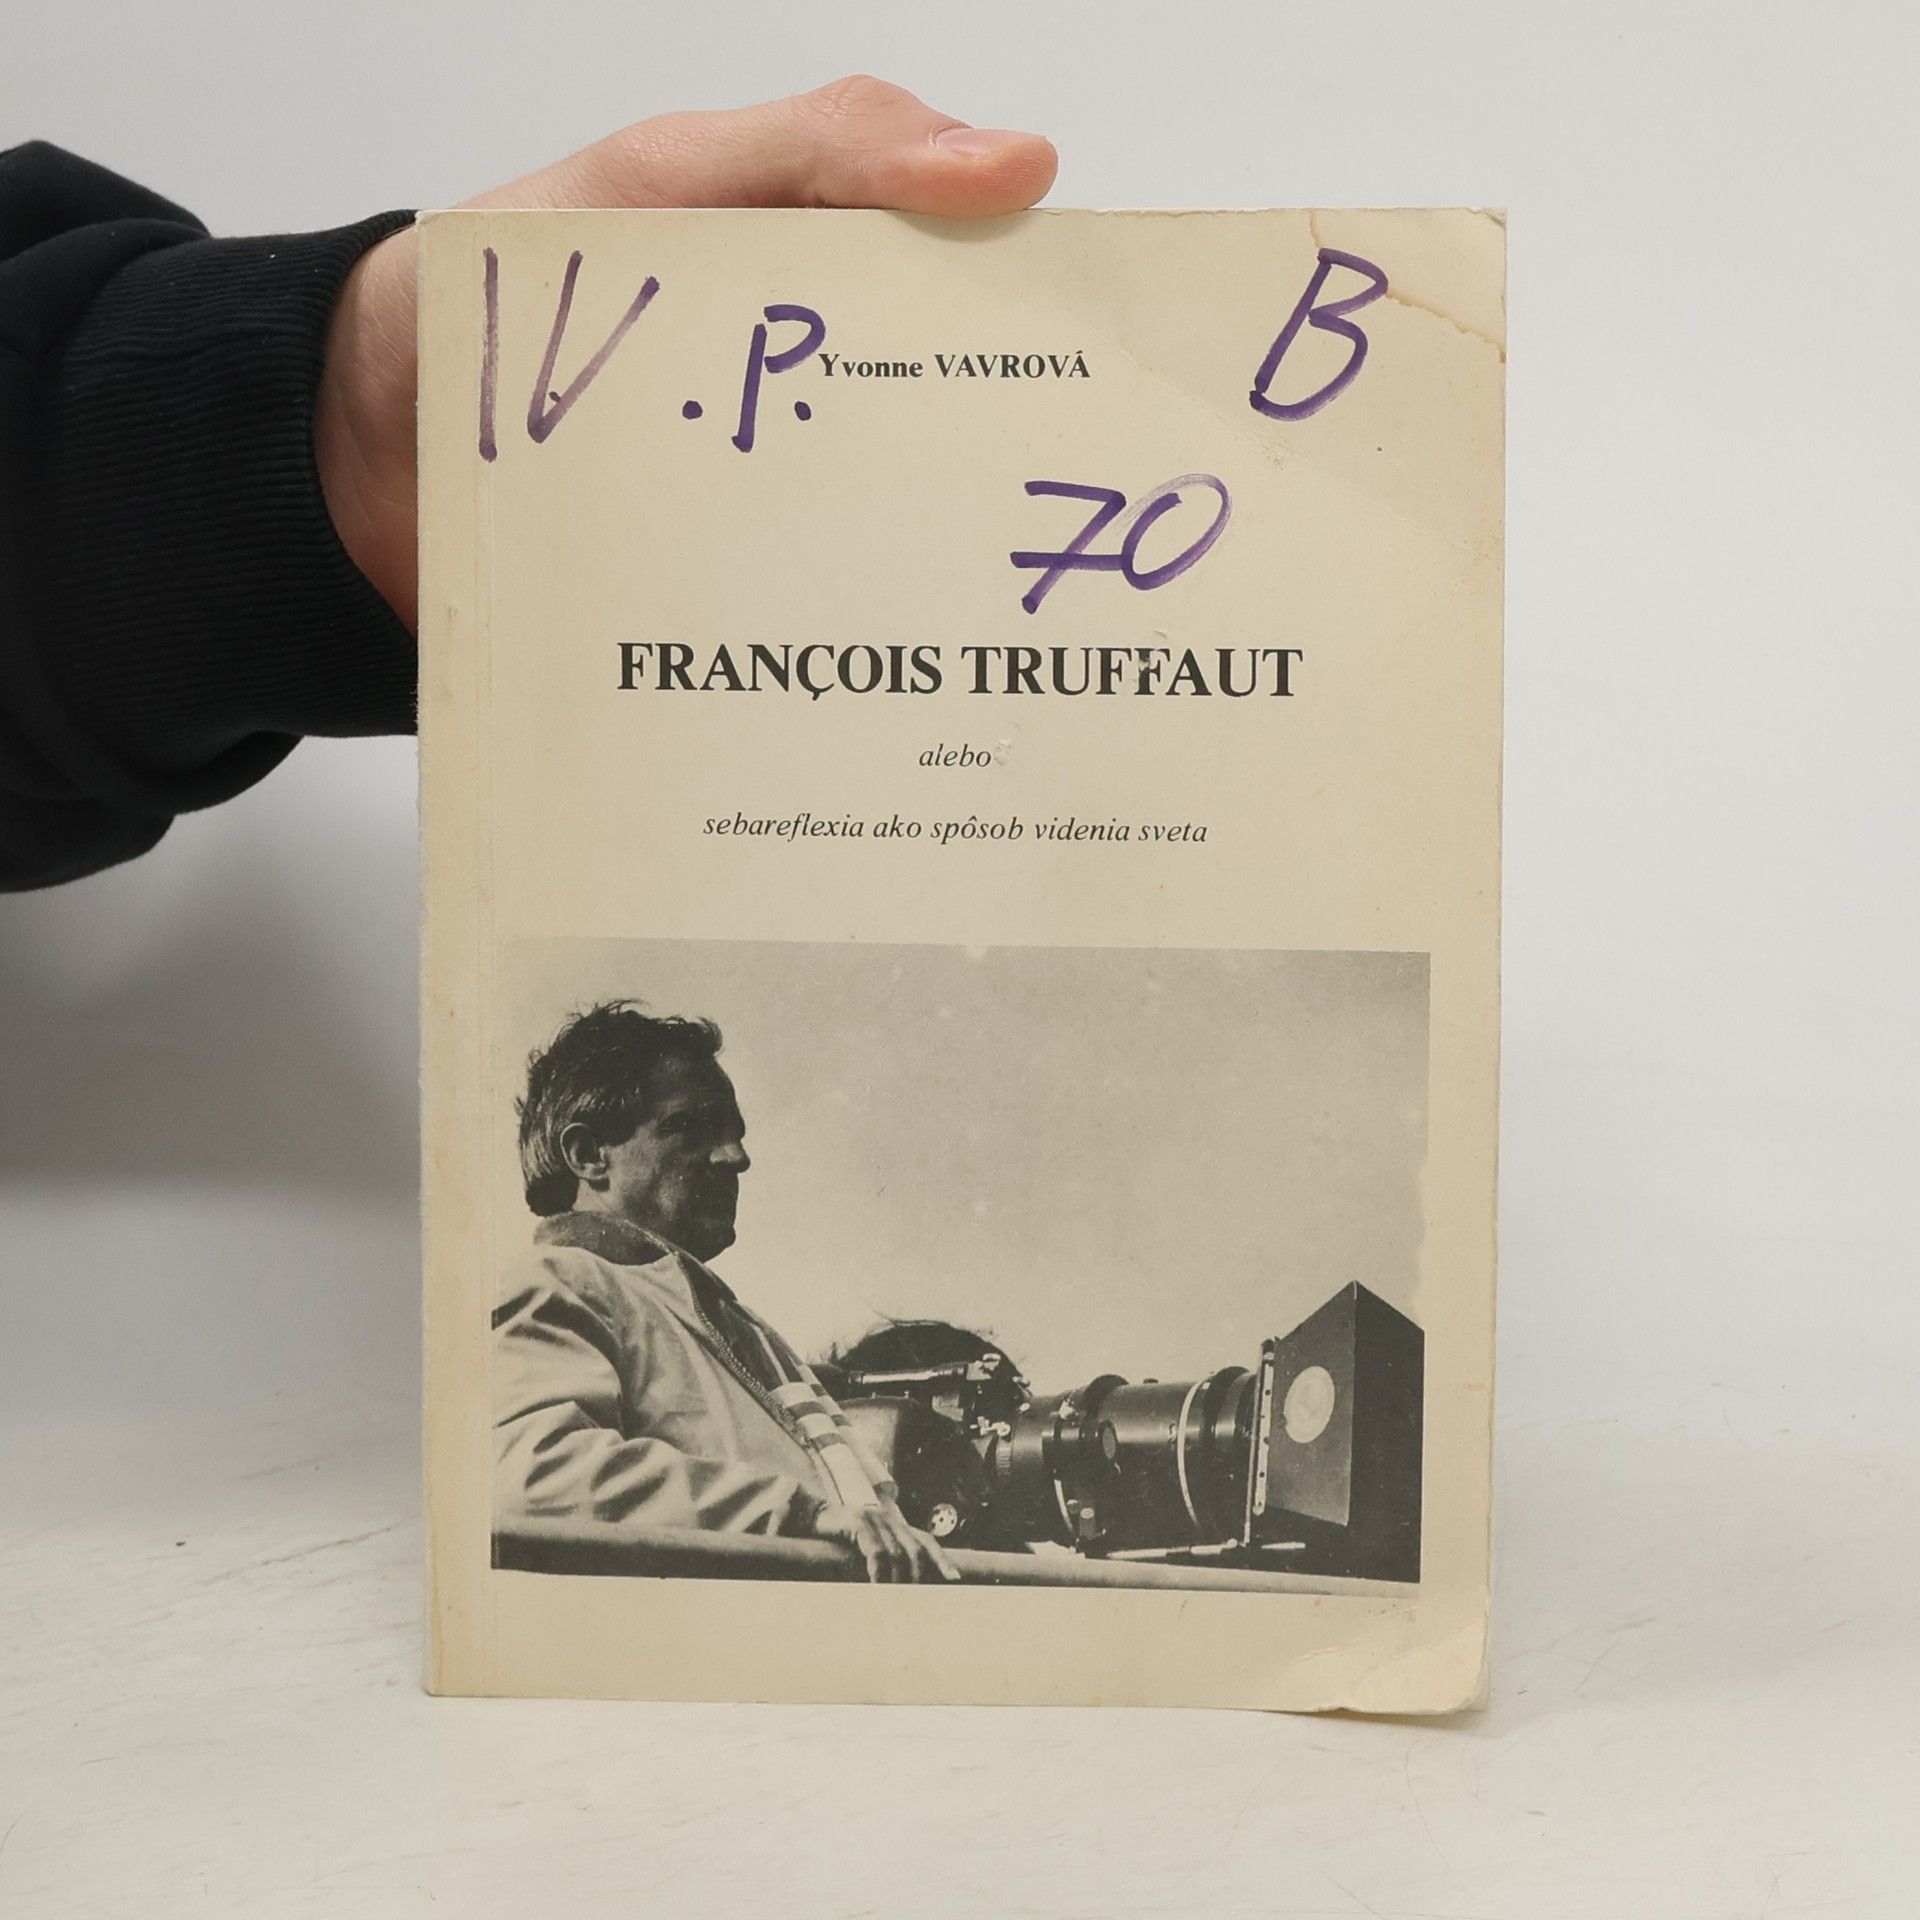 IV. P. B
Yvonne VAVROVÁ
70
FRANÇOIS TRUFFAUT
alebo
sebareflexia ako spôsob videnia sveta